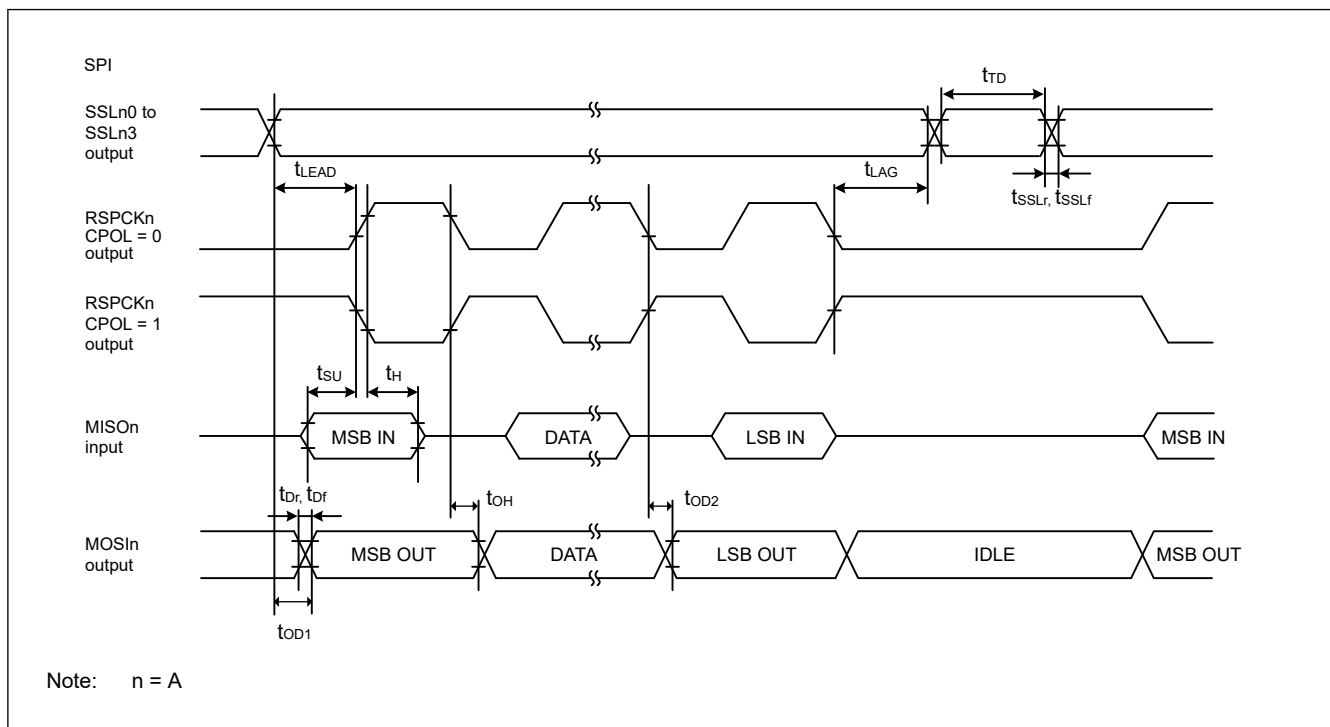 SPI
SSLn0 to
SSLn3
output
tTD
tLEAD
tLAG
tSSLr, tSSLf
RSPCKn
CPOL = 0
output
RSPCKn
CPOL = 1
output
tSU
tH
MISOn
input
MSB IN
DATA
LSB IN
MSB IN
tDr, tDf
tOH
tOD2
MOSIn
output
MSB OUT
DATA
LSB OUT
IDLE
MSB OUT
tOD1
Note: n = A